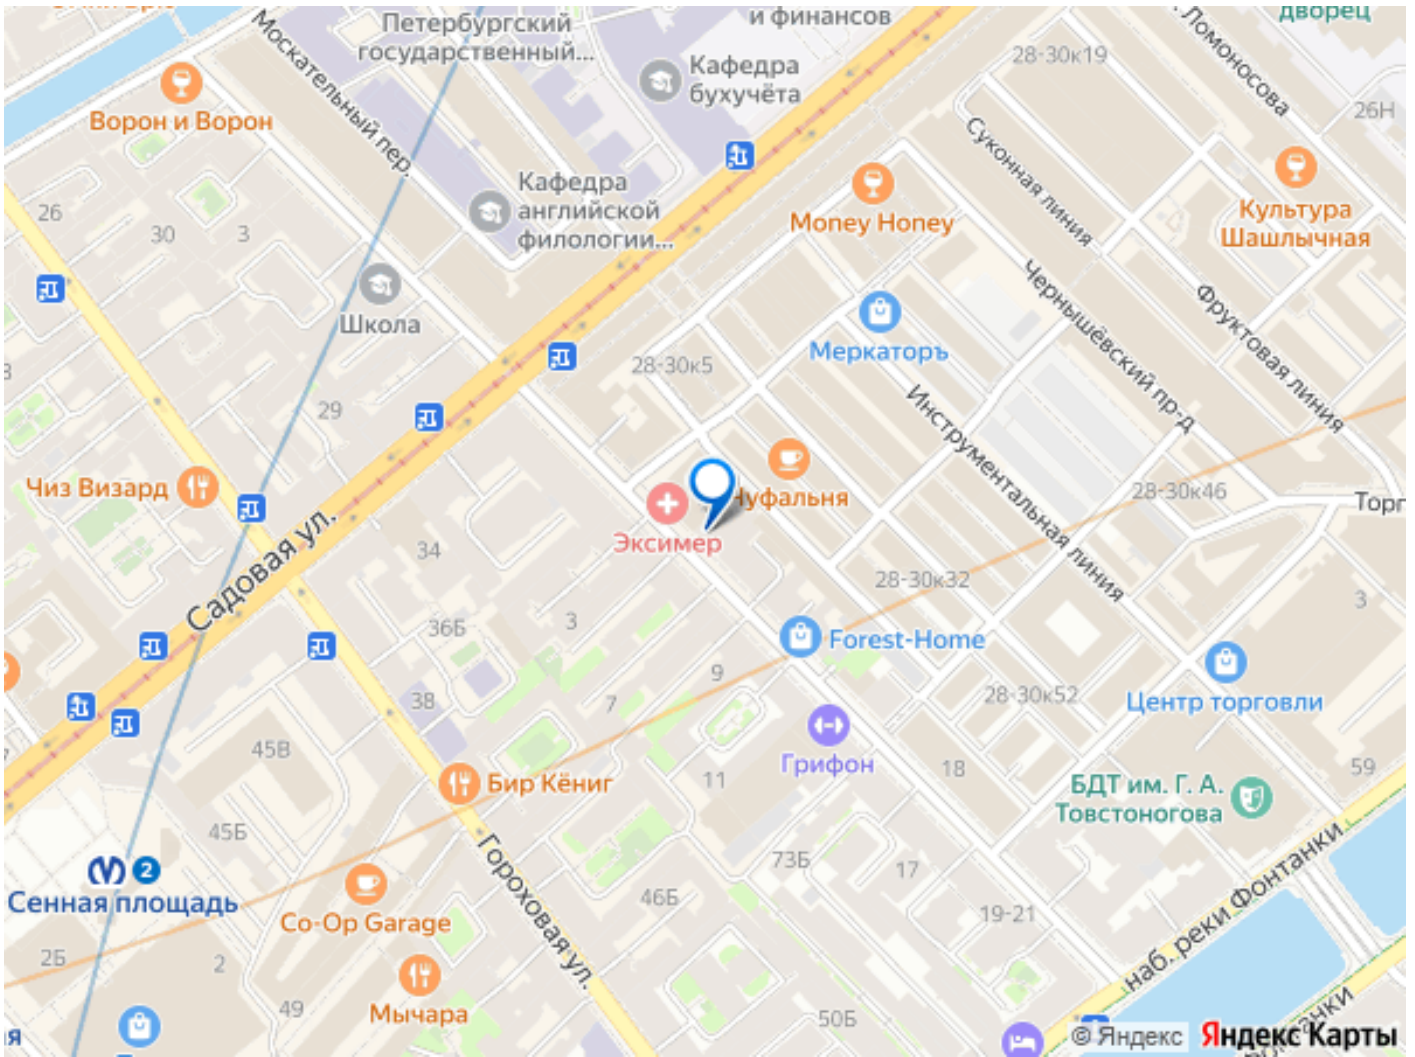 Петербургский
государственный...
и финансов
дворец
Москательный пер.
Кафедра
бухучёта
28-30к19
Ломоносова
26Н
Ворон и Ворон
Суконная линия
Кафедра
английской
филологии...
Money Honey
Культура
Шашлычная
26
30
3
Школа
Чернышёвский пр-д
Фруктовая линия
Меркаторъ
28-30к5
29
Инструментальная линия
Чиз Визард
28-30к46
Торг
Эксимер
Садовая ул.
34
28-30к32
3
36Б
3
Forest-Home
9
7
38
28-30к52
Центр торговли
45В
Грифон
18
59
Бир Кёниг
11
БДТ им. Г. А.
Товстоногова
45Б
73Б
17
2
Сенная площадь
Гороховая ул.
46Б
19-21
Co-Op Garage
наб. реки Фонтанки
2Б
2
49
Мычара
50Б
я
© Яндекс
Яндекс Карты